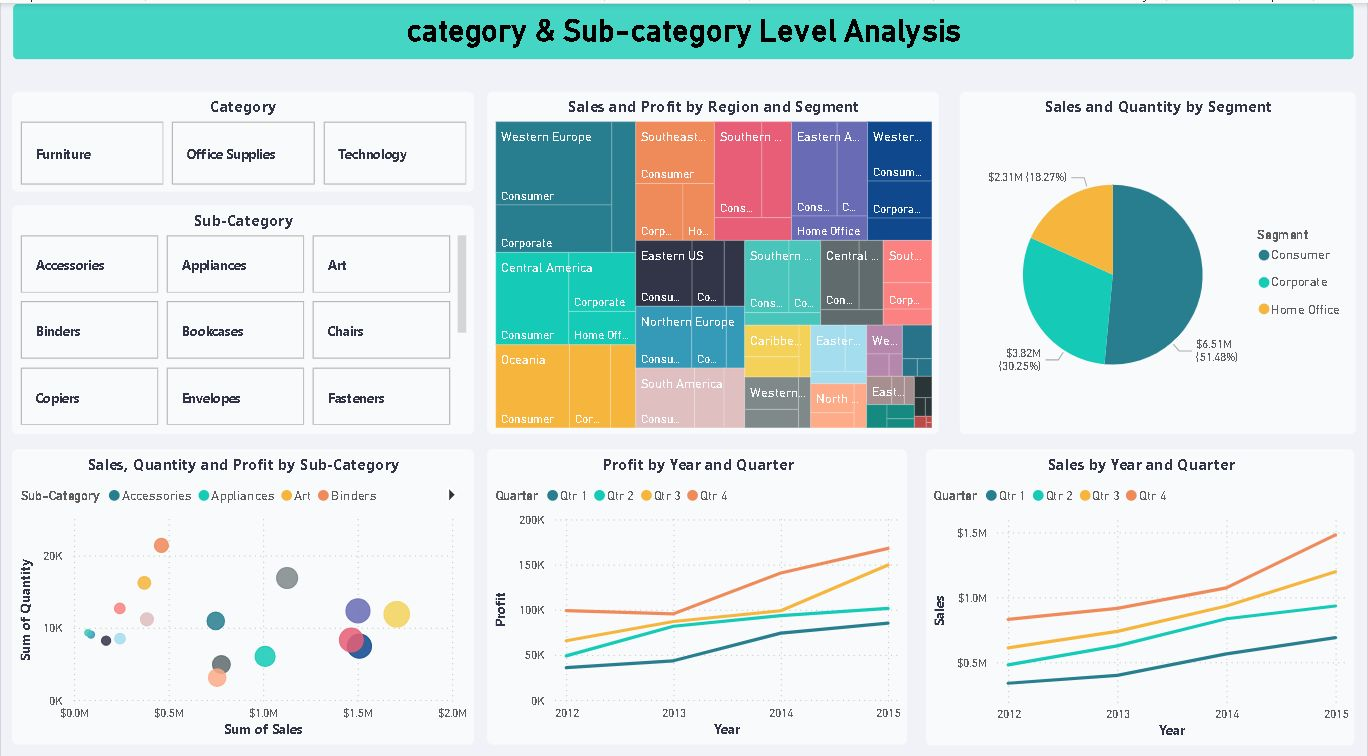 category & Sub-category Level Analysis
Category
Furniture
Office Supplies
Technology
Sub-Category
Accessories
Appliances
Art
Binders
Bookcases
Chairs
Copiers
Envelopes
Fasteners
Sales and Profit by Region and Segment
Western Europe
Consumer
Corporate
Central America
Corporate
Consumer
Home Off...
Oceania
Consumer
Cor...
Southeast...
Consumer
Corp...
Ho...
Southern ...
Cons...
Eastern A...
Cons...
C...
Home Office
Wester...
Consum...
Corpora...
Eastern US
Consu...
Co...
Northern Europe
Consu...
Co...
South America
Consu...
Southern ...
Cons...
Co...
Central ...
Con...
Sout...
Corp...
Caribbe...
Easter...
We...
Western...
North ...
East...
Sales and Quantity by Segment
$2.31M (18.27%)
$3.82M
(30.25%)
$6.51M
(51.48%)
Segment
Consumer
Corporate
Home Office
Sales, Quantity and Profit by Sub-Category
Sub-Category Accessories Appliances Art Binders
Sum of Quantity
20K
10K
0K
$0.0M $0.5M $1.0M $1.5M $2.0M
Sum of Sales
Profit by Year and Quarter
Quarter Qtr 1 Qtr 2 Qtr 3 Qtr 4
Profit
200K
150K
100K
50K
0K
2012 2013 2014 2015
Year
Sales by Year and Quarter
Quarter Qtr 1 Qtr 2 Qtr 3 Qtr 4
Sales
$1.5M
$1.0M
$0.5M
2012 2013 2014 2015
Year